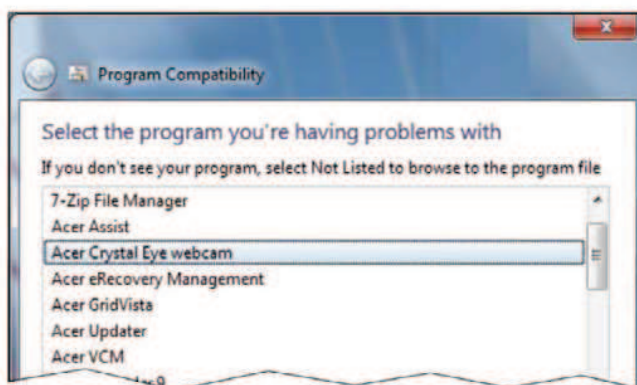 Program Compatibility
Select the program you're having problems with
If you don't see your program, select Not Listed to browse to the program file
7-Zip File Manager
Acer Assist
Acer Crystal Eye webcam
Acer eRecovery Management
Acer GridVista
Acer Updater
Acer VCM